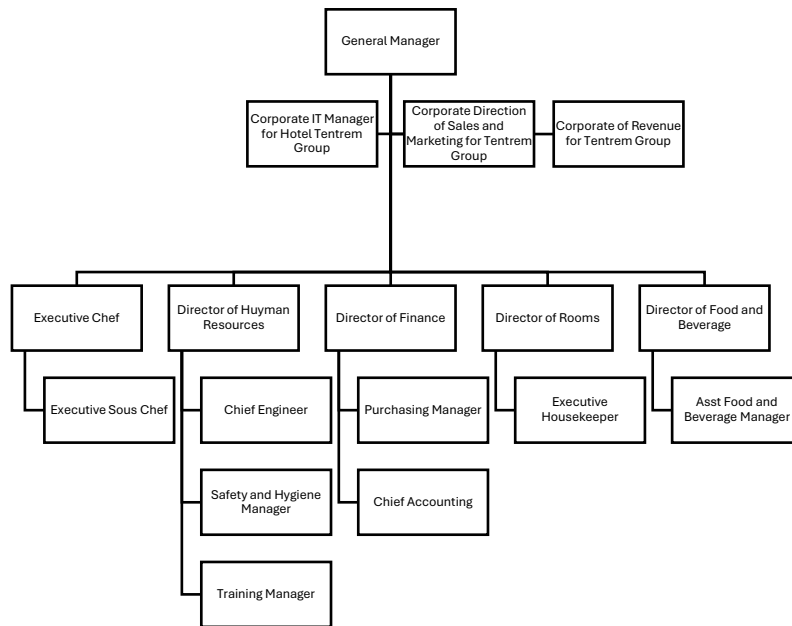 General Manager
Corporate IT Manager
for Hotel Tentrem
Group
Corporate Direction
of Sales and
Marketing for Tentrem
Group
Corporate of Revenue
for Tentrem Group
Executive Chef
Director of Huyman
Resources
Director of Finance
Director of Rooms
Director of Food and
Beverage
Executive Sous Chef
Chief Engineer
Purchasing Manager
Executive
Housekeeper
Asst Food and
Beverage Manager
Safety and Hygiene
Manager
Chief Accounting
Training Manager